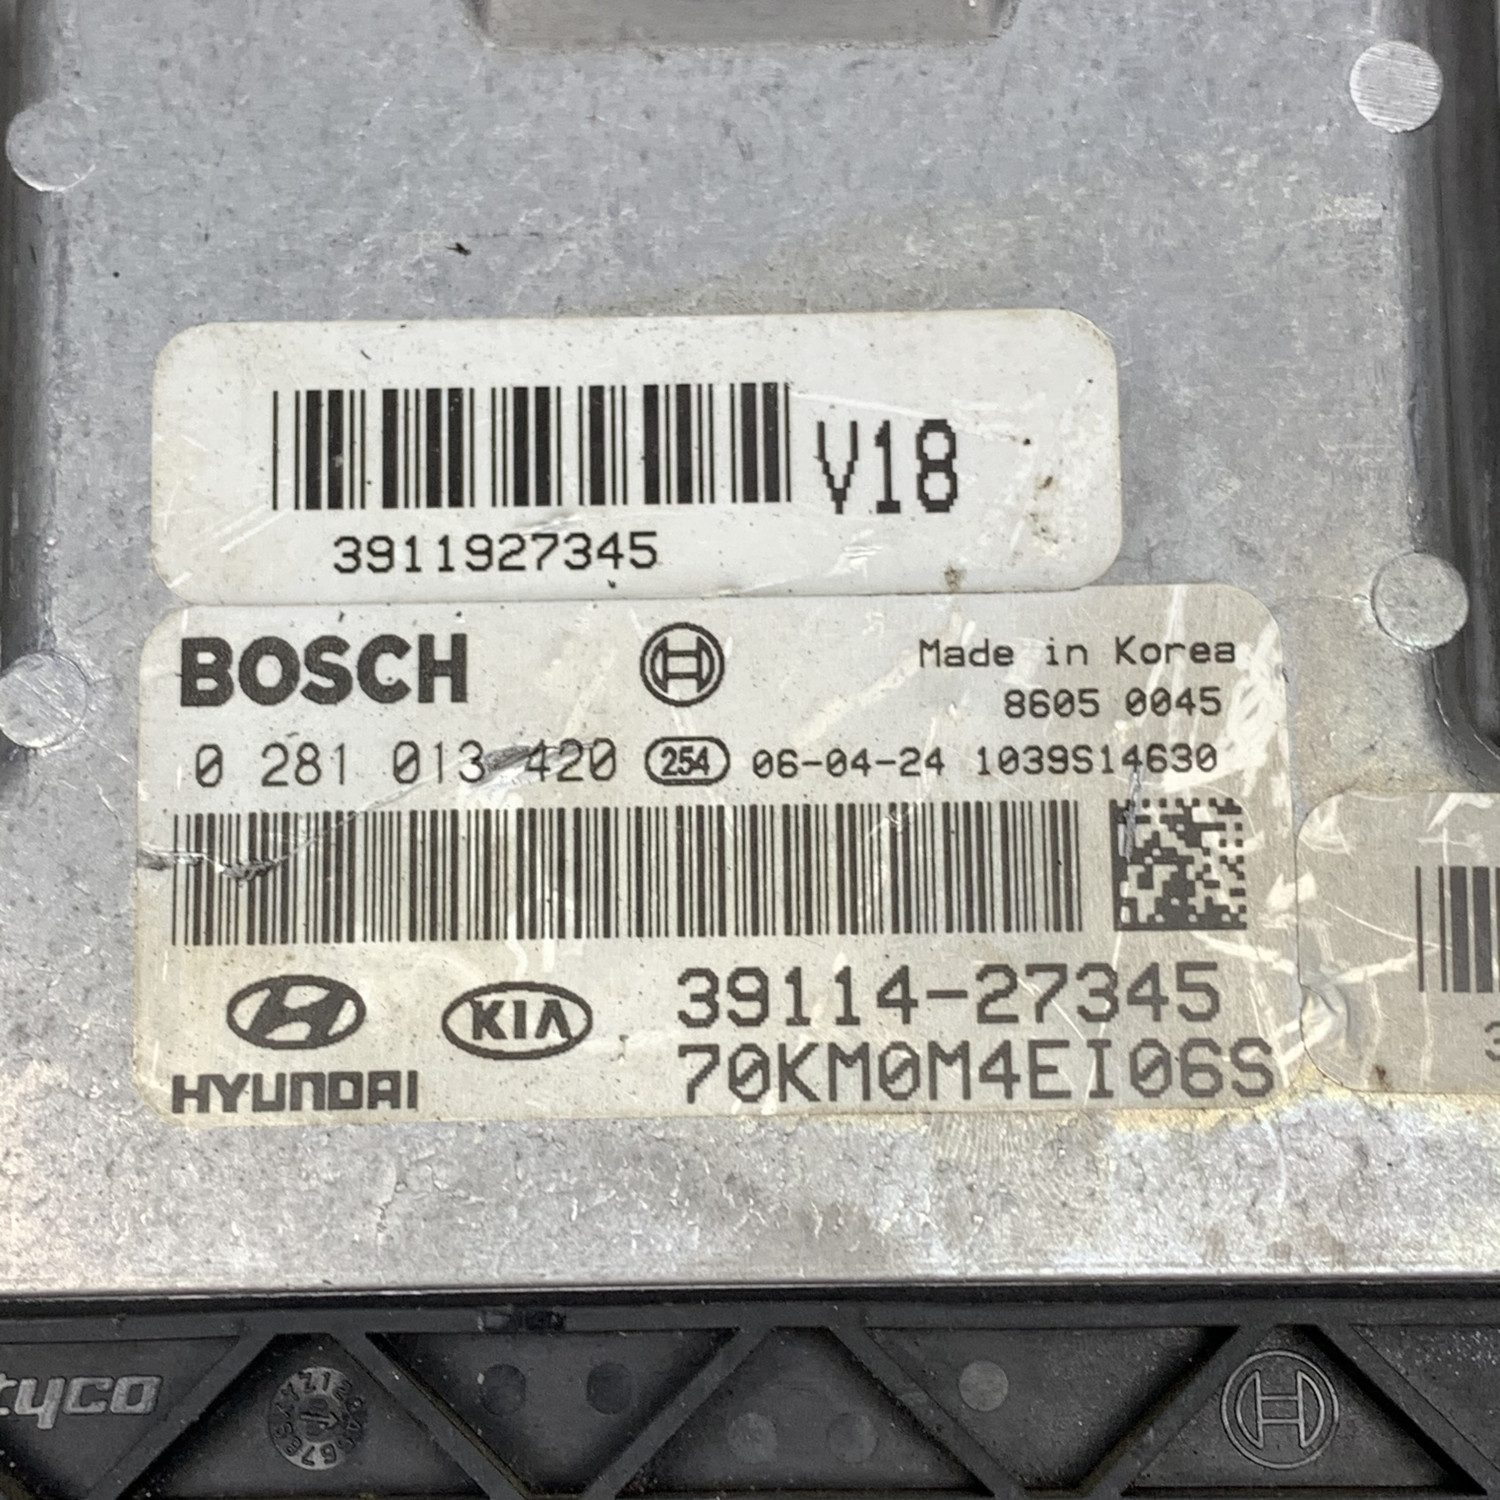 V18
3911927345
BOSCH
Made in Korea
8605 0045
0 281 013 420 254 06-04-24 1039S14630
39114-27345
KIA
70KM0M4EI06S
HYUNDAI
tyco